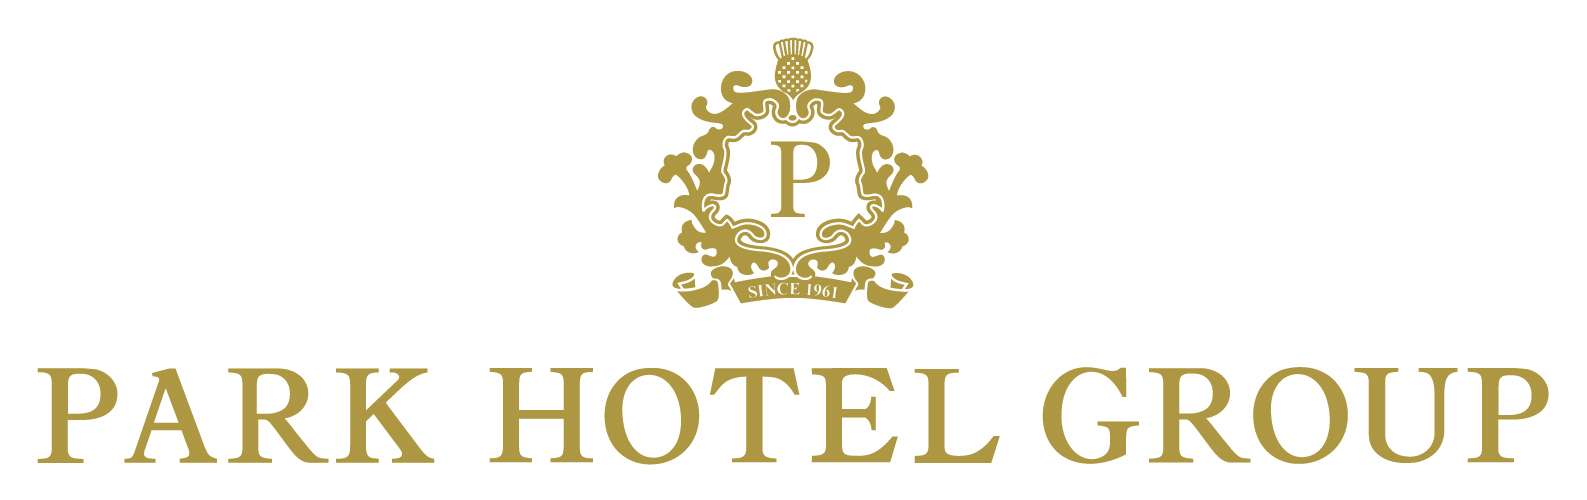 P
SINCE 1961
PARK HOTEL GROUP